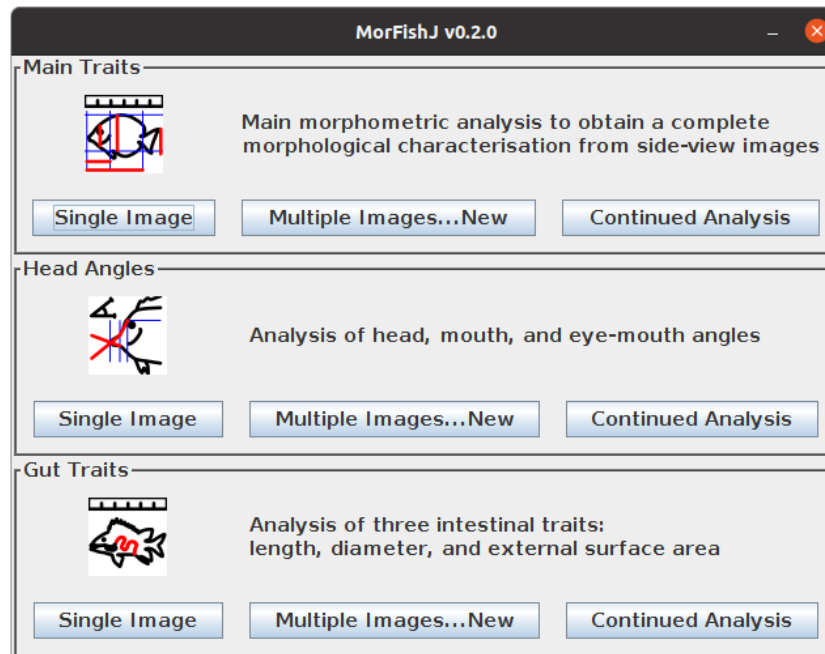 MorFishJ v0.2.0
Main Traits
Main morphometric analysis to obtain a complete
morphological characterisation from side-view images
Single Image
Multiple Images...New
Continued Analysis
Head Angles
Analysis of head, mouth, and eye-mouth angles
Single Image
Multiple Images...New
Continued Analysis
Gut Traits
Analysis of three intestinal traits:
length, diameter, and external surface area
Single Image
Multiple Images...New
Continued Analysis